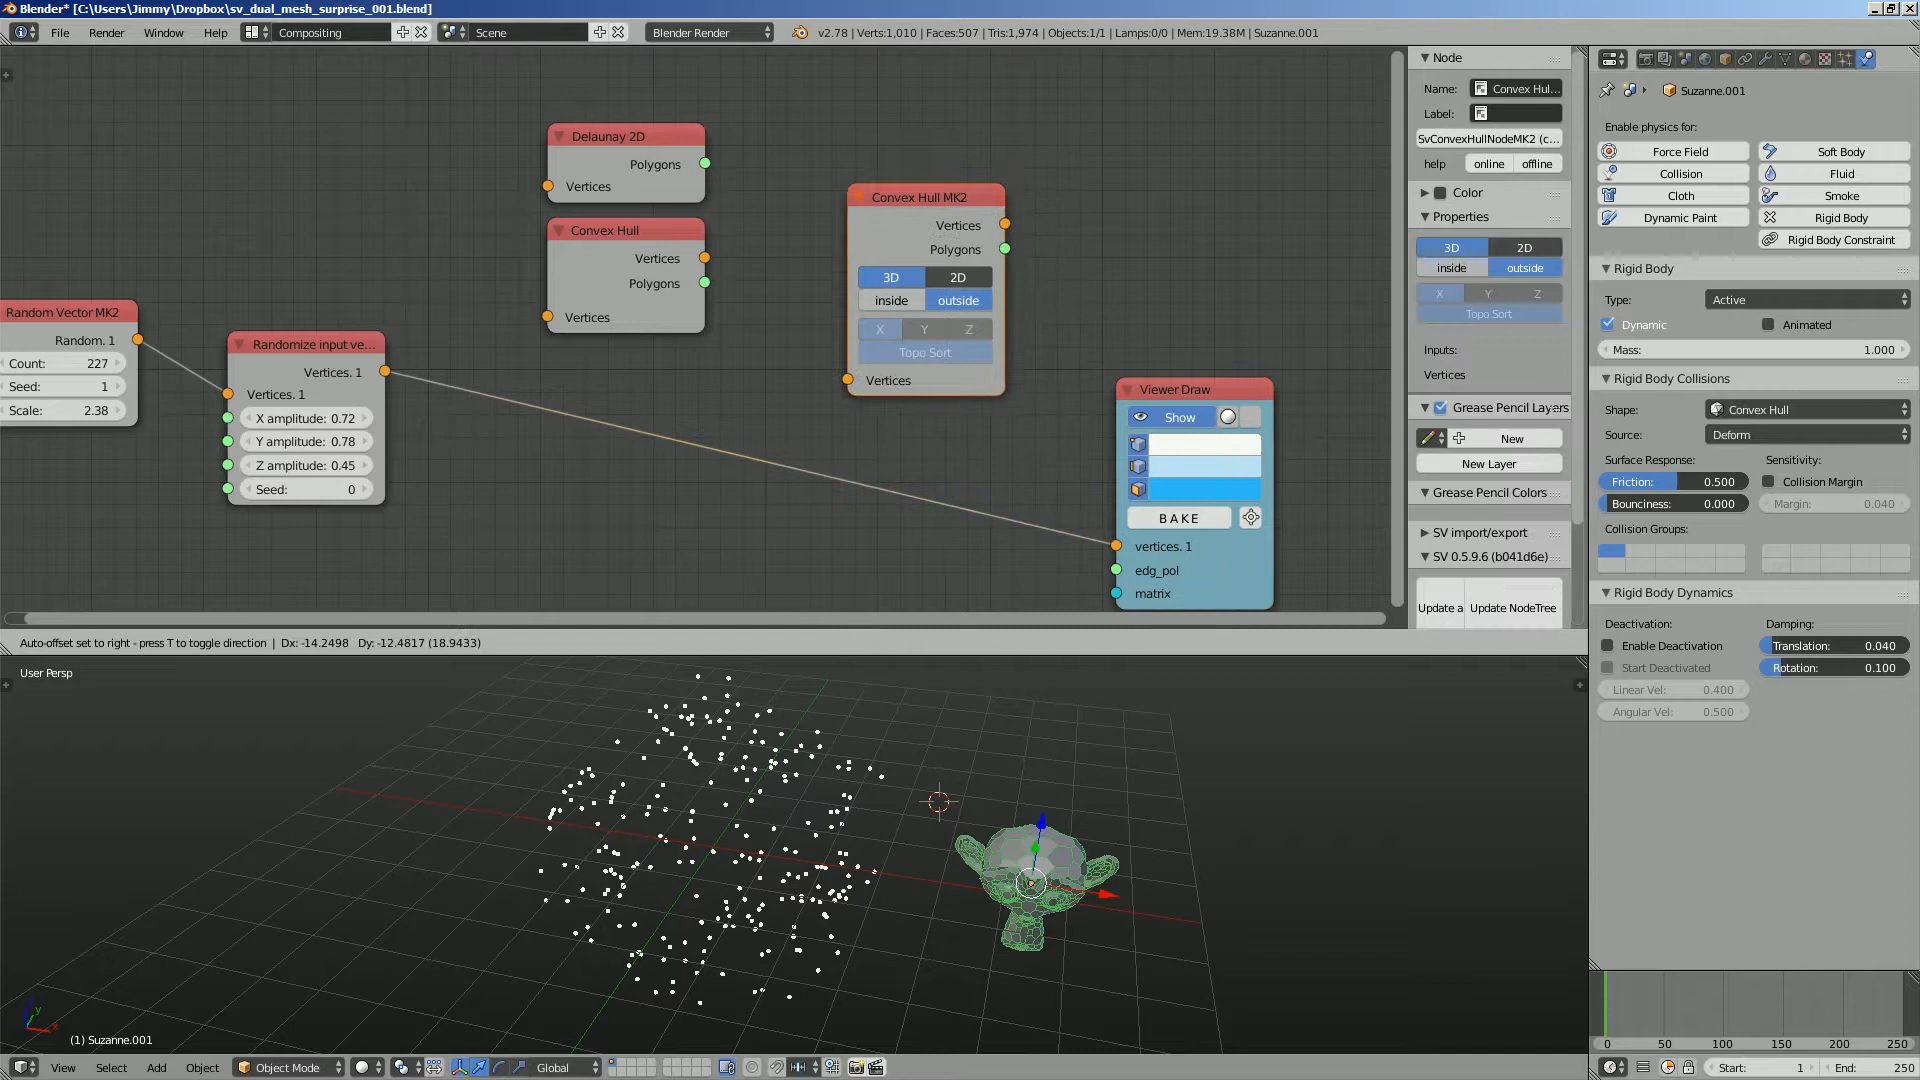 Blender* [C:\Users\Jimmy\Dropbox\sv_dual_mesh_surprise_001.blend]
File Render Window Help Compositing Scene Blender Render v2.78 | Verts:1,010 | Faces:507 | Tris:1,974 | Objects:1/1 | Lamps:0/0 | Mem:19.38M | Suzanne.001
Random Vector MK2
Random. 1
Count: 227
Seed: 1
Scale: 2.38
Randomize input ve...
Vertices. 1
Vertices. 1
X amplitude: 0.72
Y amplitude: 0.78
Z amplitude: 0.45
Seed: 0
Delaunay 2D
Polygons
Vertices
Convex Hull
Vertices
Polygons
Vertices
Convex Hull MK2
Vertices
Polygons
3D 2D
inside outside
X Y Z
Topo Sort
Vertices
Viewer Draw
Show
BAKE
vertices. 1
edg_pol
matrix
Node
Name: Convex Hul...
Label:
SvConvexHullNodeMK2 (c...
help online offline
Color
Properties
3D 2D
inside outside
X Y Z
Topo Sort
Inputs:
Vertices
Grease Pencil Layers
New
New Layer
Grease Pencil Colors
SV import/export
SV 0.5.9.6 (b041d6e)
Update a Update NodeTree
Suzanne.001
Enable physics for:
Force Field Soft Body
Collision Fluid
Cloth Smoke
Dynamic Paint Rigid Body
Rigid Body Constraint
Rigid Body
Type: Active
Dynamic Animated
Mass: 1.000
Rigid Body Collisions
Shape: Convex Hull
Source: Deform
Surface Response: Sensitivity:
Friction: 0.500 Collision Margin
Bounciness: 0.000 Margin: 0.040
Collision Groups:
Rigid Body Dynamics
Deactivation: Damping:
Enable Deactivation Translation: 0.040
Start Deactivated Rotation: 0.100
Linear Vel: 0.400
Angular Vel: 0.500
Auto-offset set to right - press T to toggle direction | Dx: -14.2498 Dy: -12.4817 (18.9433)
User Persp
y
x
(1) Suzanne.001
View Select Add Object Object Mode Global
0 50 100 150 200 250
Start: 1 End: 250